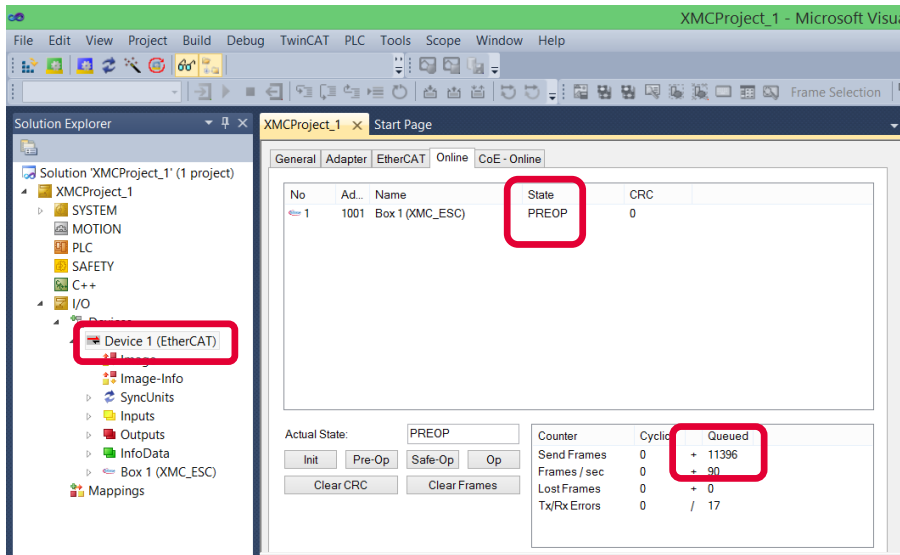 XMCProject_1 - Microsoft Visua
File Edit View Project Build Debug TwinCAT PLC Tools Scope Window Help
Frame Selection
Solution Explorer
XMCProject_1 Start Page
Solution 'XMCProject_1' (1 project)
XMCProject_1
SYSTEM
MOTION
PLC
SAFETY
C++
I/O
Devices
Device 1 (EtherCAT)
Image
Image-Info
SyncUnits
Inputs
Outputs
InfoData
Box 1 (XMC_ESC)
Mappings
General Adapter EtherCAT Online CoE - Online
No Ad... Name State CRC
1 1001 Box 1 (XMC_ESC) PREOP 0
Actual State: PREOP
Init Pre-Op Safe-Op Op
Clear CRC Clear Frames
Counter Cyclic Queued
Send Frames 0 + 11396
Frames / sec 0 + 90
Lost Frames 0 + 0
Tx/Rx Errors 0 / 17